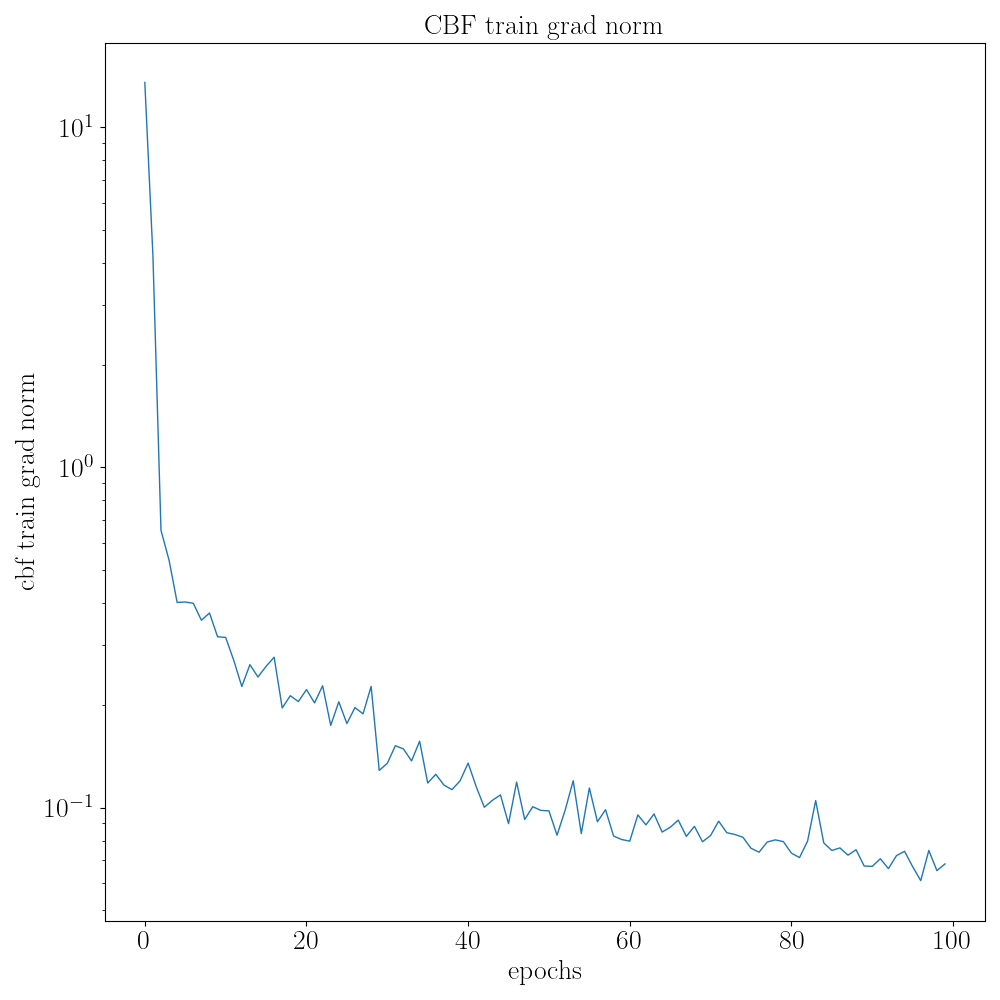 CBF train grad norm
cbf train grad norm
10^1
10^0
10^−1
0 20 40 60 80 100
epochs